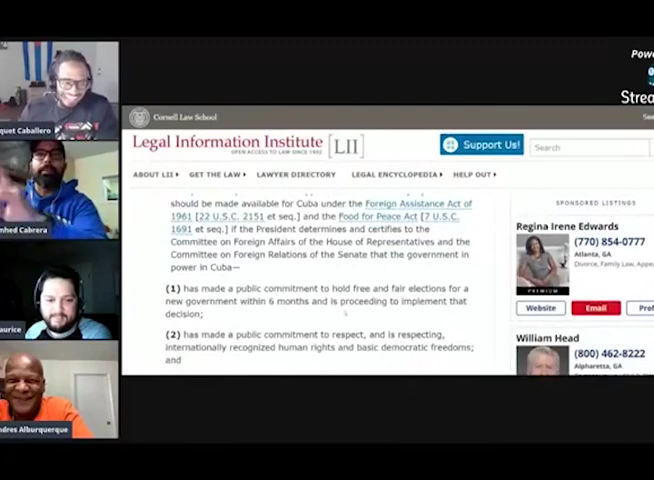 Powe
Strea
quet Caballero
mhed Cabrera
aurice
ndres Alburquerque
Cornell Law School
Sea
Legal Information Institute [LII]
OPEN ACCESS TO LAW SINCE 1992
Support Us!
Search
ABOUT LII
GET THE LAW
LAWYER DIRECTORY
LEGAL ENCYCLOPEDIA
HELP OUT
should be made available for Cuba under the Foreign Assistance Act of
1961 [22 U.S.C. 2151 et seq.] and the Food for Peace Act [7 U.S.C.
1691 et seq.] if the President determines and certifies to the
Committee on Foreign Affairs of the House of Representatives and the
Committee on Foreign Relations of the Senate that the government in
power in Cuba—
(1) has made a public commitment to hold free and fair elections for a
new government within 6 months and is proceeding to implement that
decision;
(2) has made a public commitment to respect, and is respecting,
internationally recognized human rights and basic democratic freedoms;
and
SPONSORED LISTINGS
Regina Irene Edwards
(770) 854-0777
Atlanta, GA
Divorce, Family Law, Appea
PREMIUM
Website
Email
Prof
William Head
(800) 462-8222
Alpharetta, GA